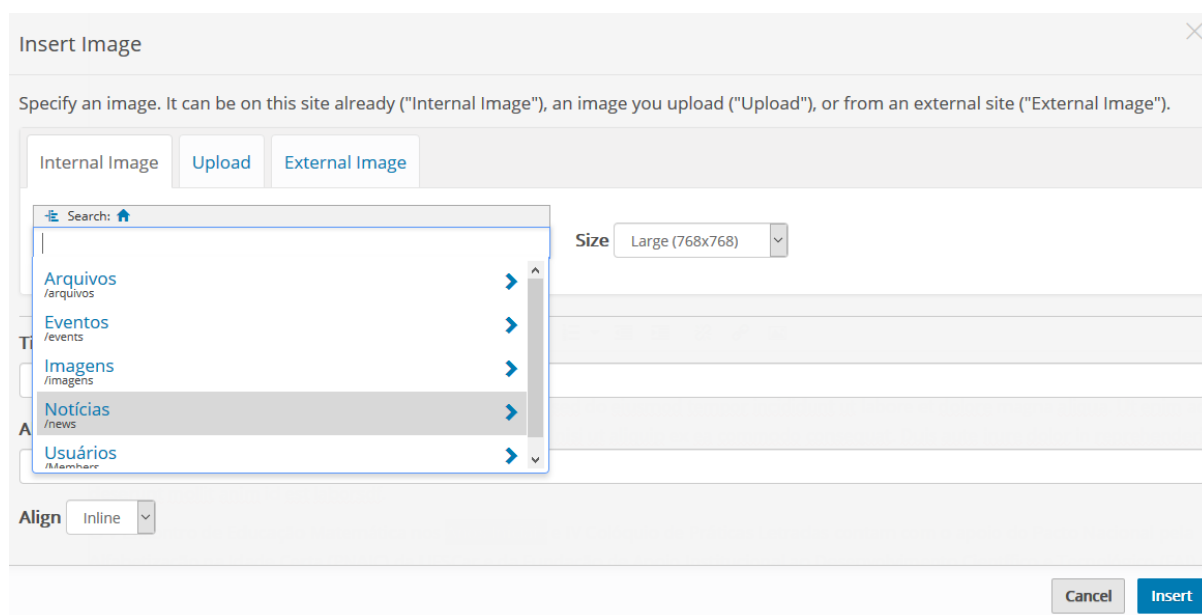 Insert Image
Specify an image. It can be on this site already ("Internal Image"), an image you upload ("Upload"), or from an external site ("External Image").
Internal Image Upload External Image
Search:
Size Large (768x768)
Arquivos
/arquivos
Eventos
/events
Imagens
/imagens
Notícias
/news
Usuários
/Members
Align Inline
Cancel Insert